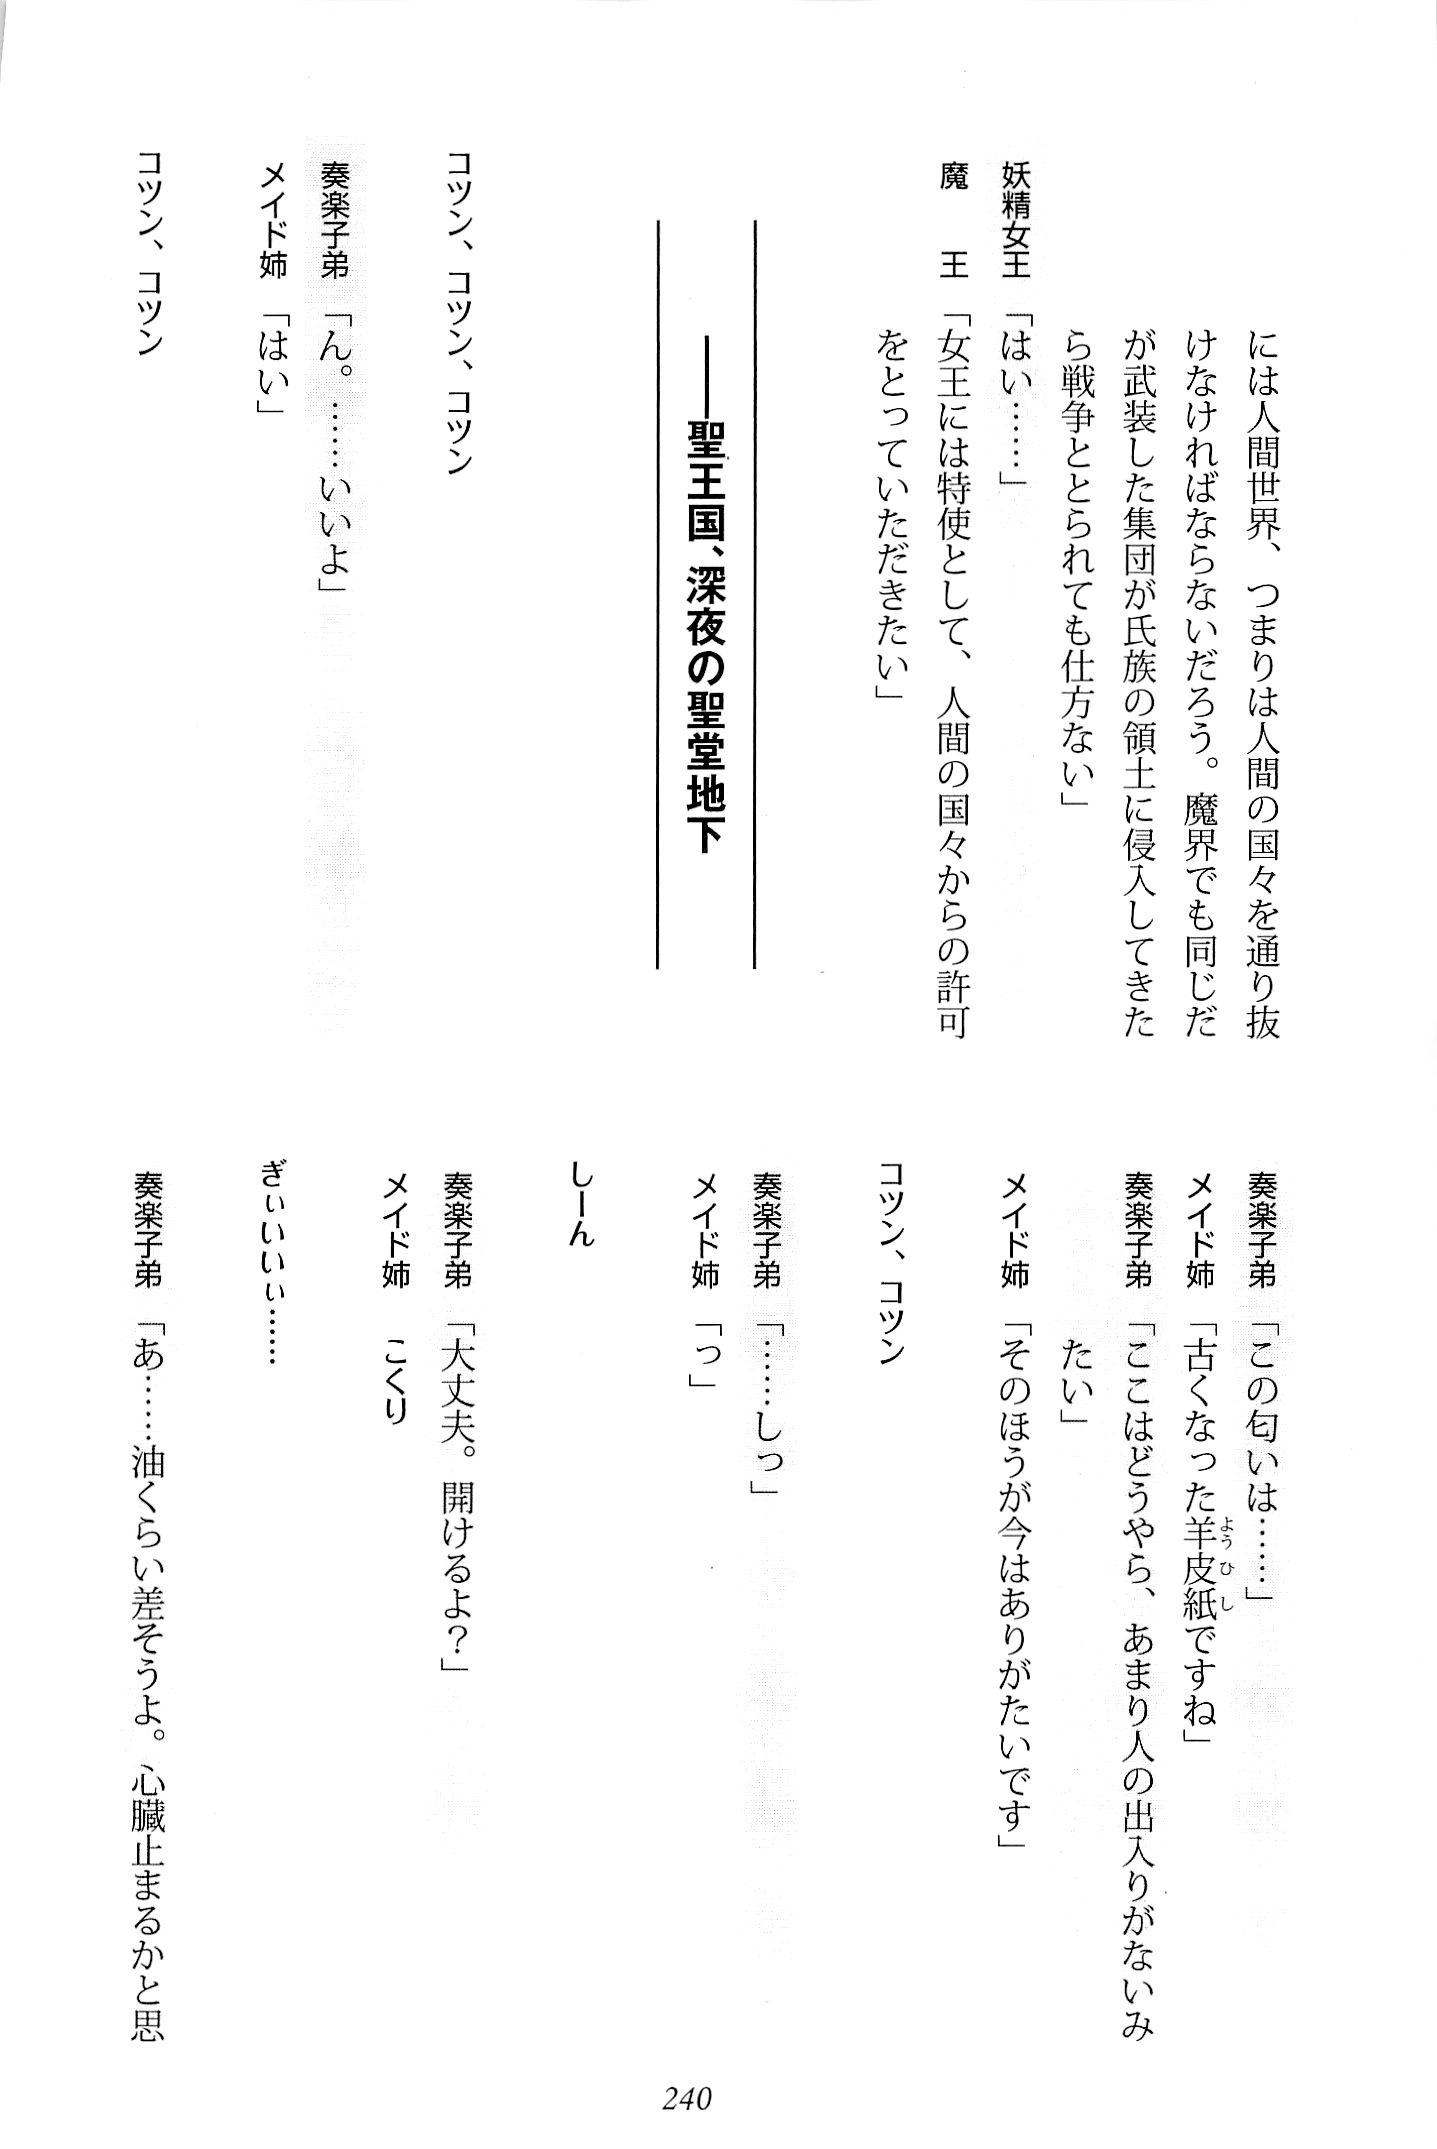 には人間世界、つまりは人間の国々を通り抜
けなければならないだろう。魔界でも同じだ
が武装した集団が氏族の領土に侵入してきた
ら戦争ととられても仕方ない」
妖精女王「はい……」
魔　王「女王には特使として、人間の国々からの許可
をとっていただきたい」
――聖王国、深夜の聖堂地下
コツン、コツン、コツン
奏楽子弟「ん。……いいよ」
メイド姉「はい」
コツン、コツン
奏楽子弟「この匂いは……」
メイド姉「古くなった羊皮紙ですね」
ようひし
奏楽子弟「ここはどうやら、あまり人の出入りがないみ
たい」
メイド姉「そのほうが今はありがたいです」
コツン、コツン
奏楽子弟「……しっ」
メイド姉「っ」
しーん
奏楽子弟「大丈夫。開けるよ？」
メイド姉　こくり
ぎぃいいぃ……
奏楽子弟「あ……油くらい差そうよ。心臓止まるかと思
240